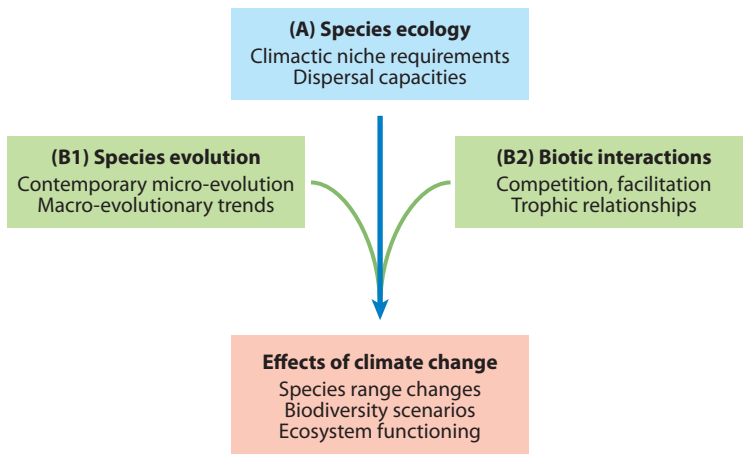 (A) Species ecology
Climactic niche requirements
Dispersal capacities
(B1) Species evolution
Contemporary micro-evolution
Macro-evolutionary trends
(B2) Biotic interactions
Competition, facilitation
Trophic relationships
Effects of climate change
Species range changes
Biodiversity scenarios
Ecosystem functioning